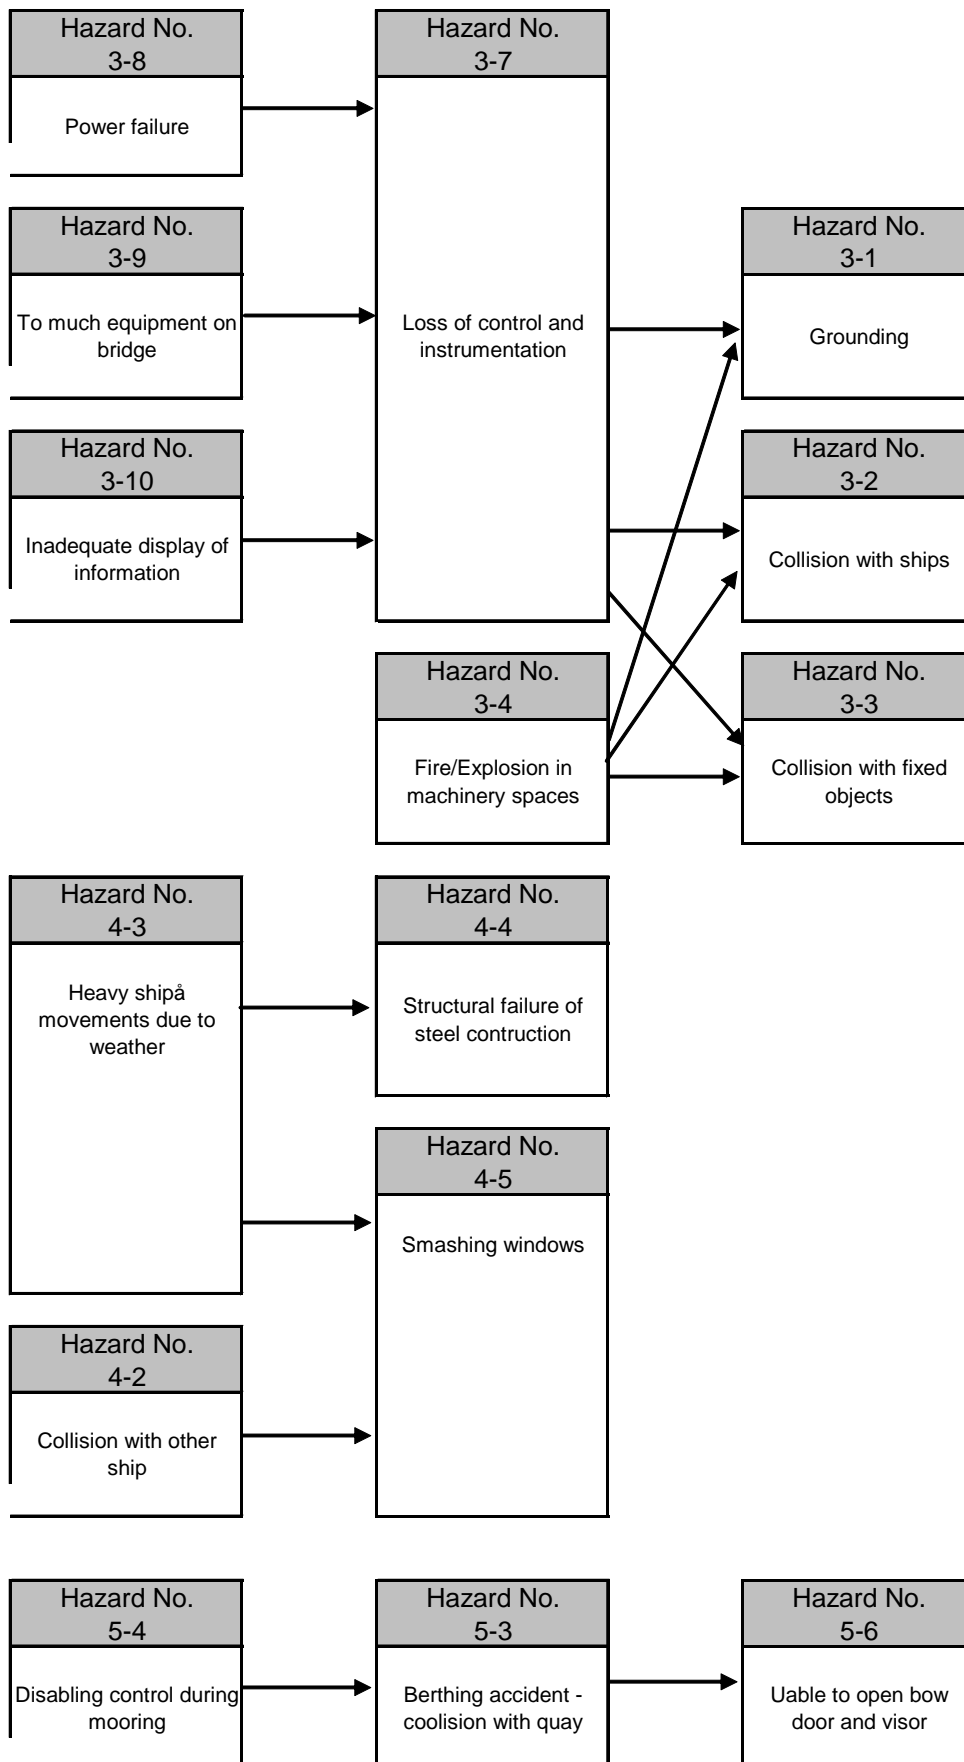 Hazard No.
3-8
Power failure
Hazard No.
3-7
Loss of control and
instrumentation
Hazard No.
3-9
To much equipment on
bridge
Hazard No.
3-1
Grounding
Hazard No.
3-10
Inadequate display of
information
Hazard No.
3-2
Collision with ships
Hazard No.
3-4
Fire/Explosion in
machinery spaces
Hazard No.
3-3
Collision with fixed
objects
Hazard No.
4-3
Heavy shipå
movements due to
weather
Hazard No.
4-4
Structural failure of
steel contruction
Hazard No.
4-5
Smashing windows
Hazard No.
4-2
Collision with other
ship
Hazard No.
5-4
Disabling control during
mooring
Hazard No.
5-3
Berthing accident -
coolision with quay
Hazard No.
5-6
Uable to open bow
door and visor